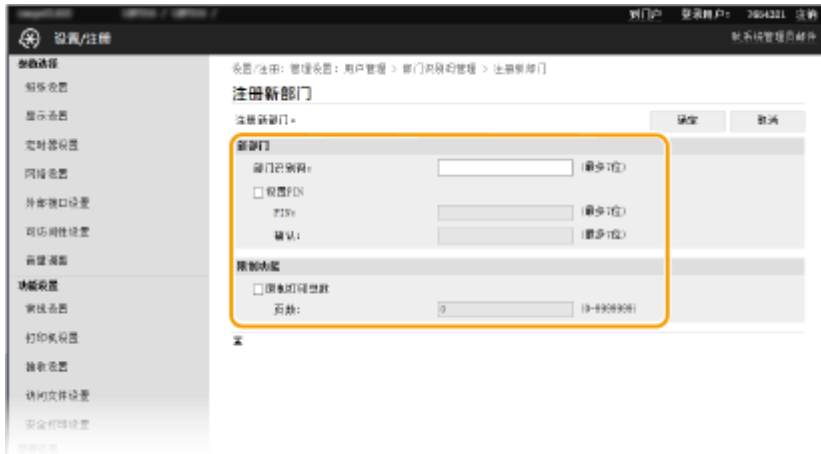 到门户 登录用户: 7654321 注销
设置/注册
致系统管理员邮件
参数选择
纸张设置
显示设置
定时器设置
网络设置
外部接口设置
可访问性设置
音量调整
功能设置
常规设置
打印机设置
接收设置
访问文件设置
安全打印设置
设置/注册: 管理设置: 用户管理 > 部门识别码管理 > 注册新部门
注册新部门
注册新部门。
确定 取消
新部门
部门识别码: (最多7位)
设置PIN
PIN: (最多7位)
确认: (最多7位)
限制功能
限制打印总数
页数: 0 (0-999999)